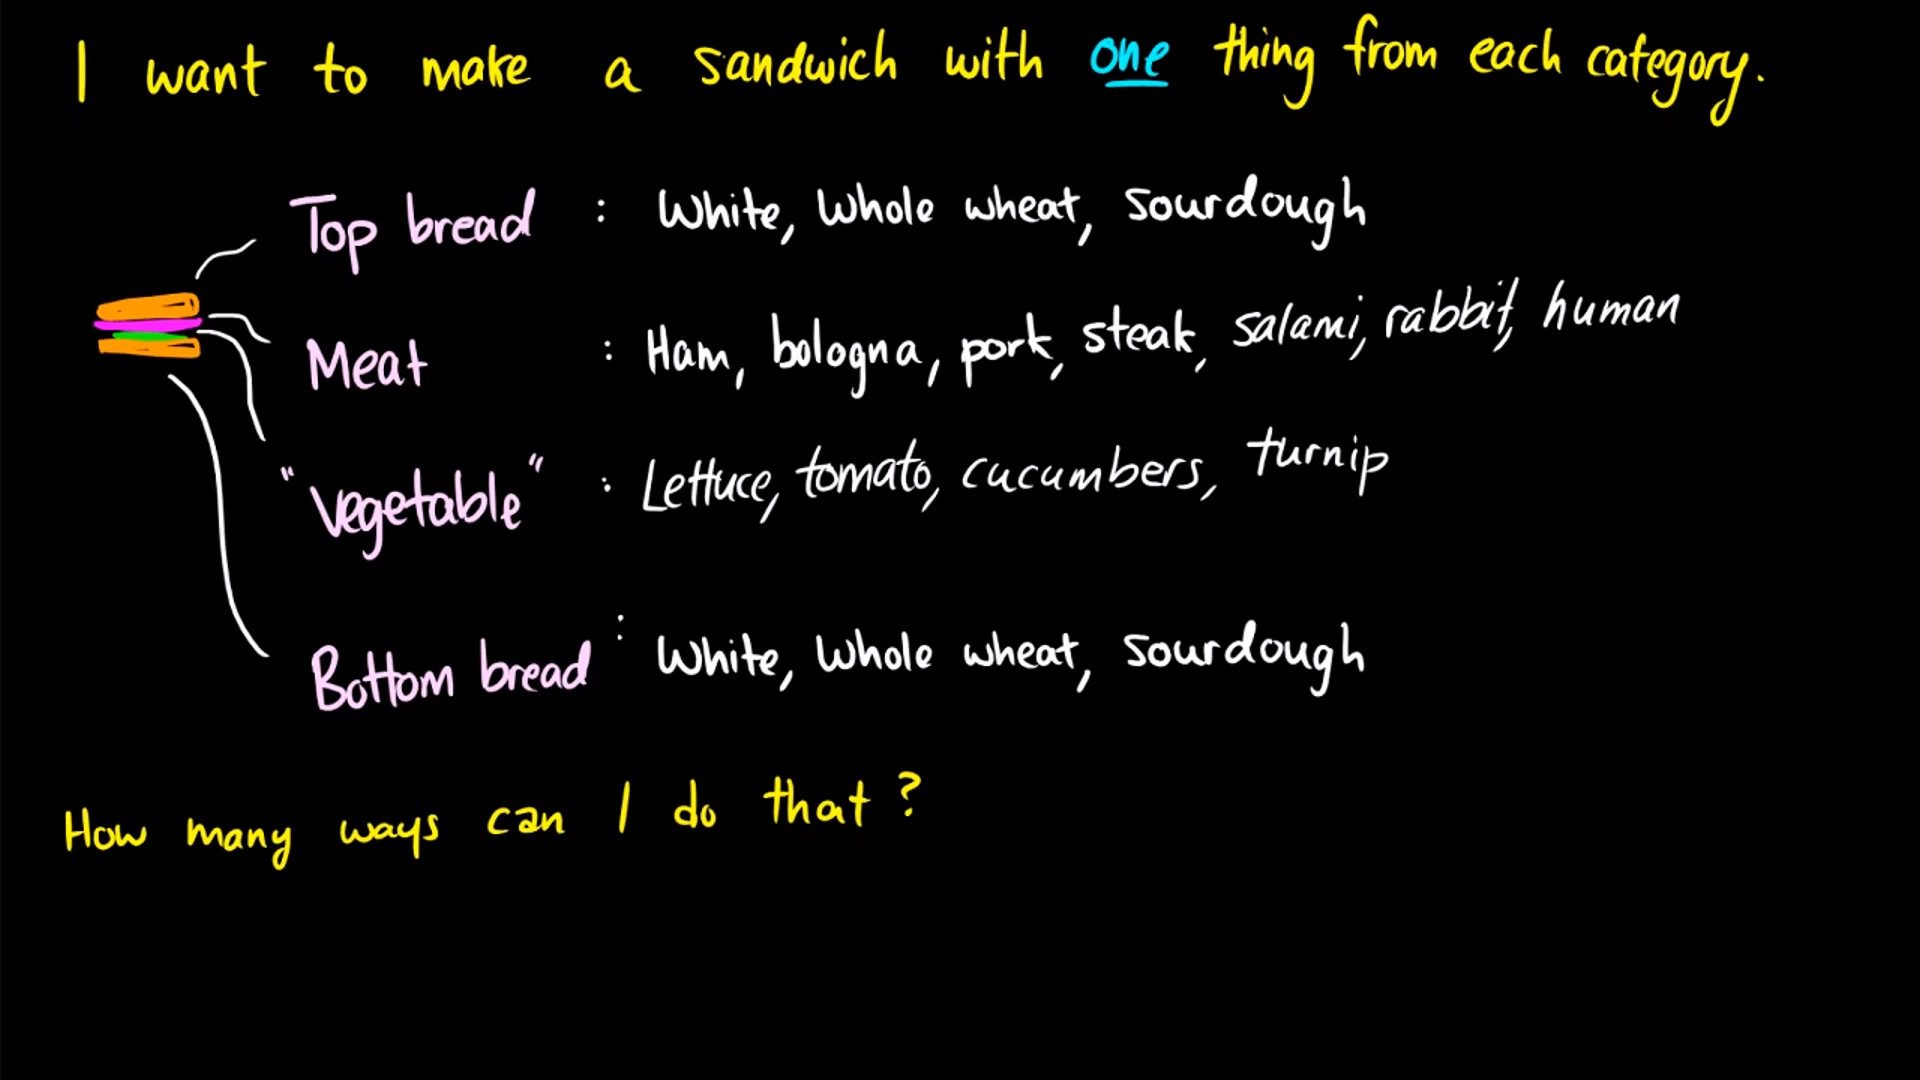 I want to make a sandwich with one thing from each category.
Top bread : White, Whole wheat, Sourdough
Meat : Ham, bologna, pork, steak, salami, rabbit, human
"Vegetable" : Lettuce, tomato, cucumbers, turnip
Bottom bread : White, Whole wheat, Sourdough
How many ways can I do that?